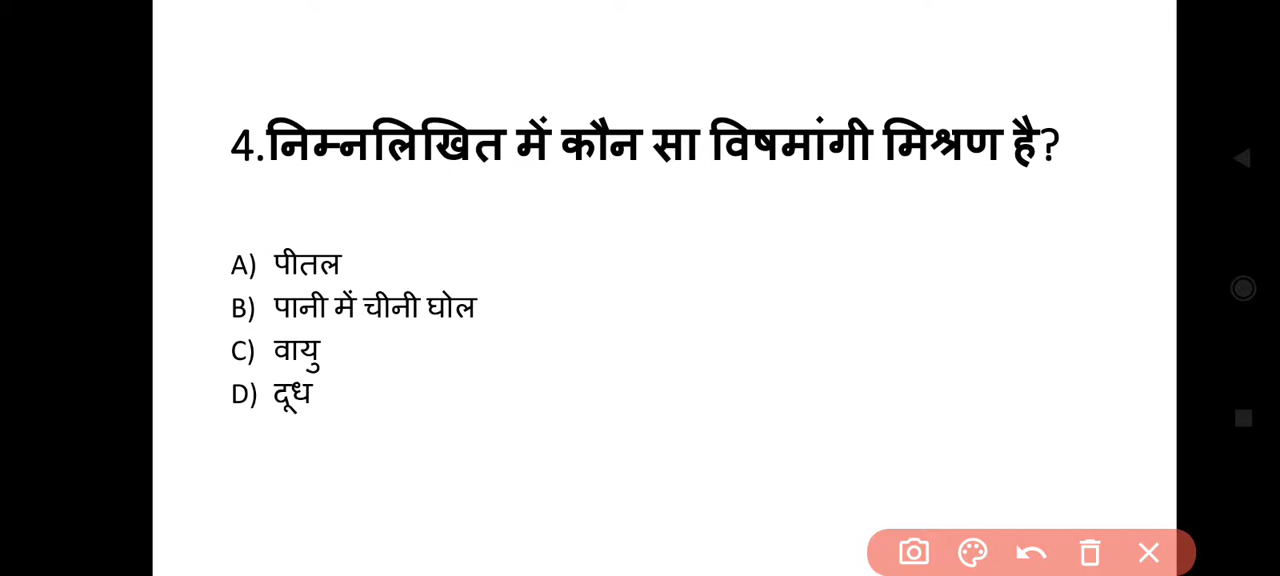 4.निम्नलिखित में कौन सा विषमांगी मिश्रण है?
A) पीतल
B) पानी में चीनी घोल
C) वायु
D) दूध